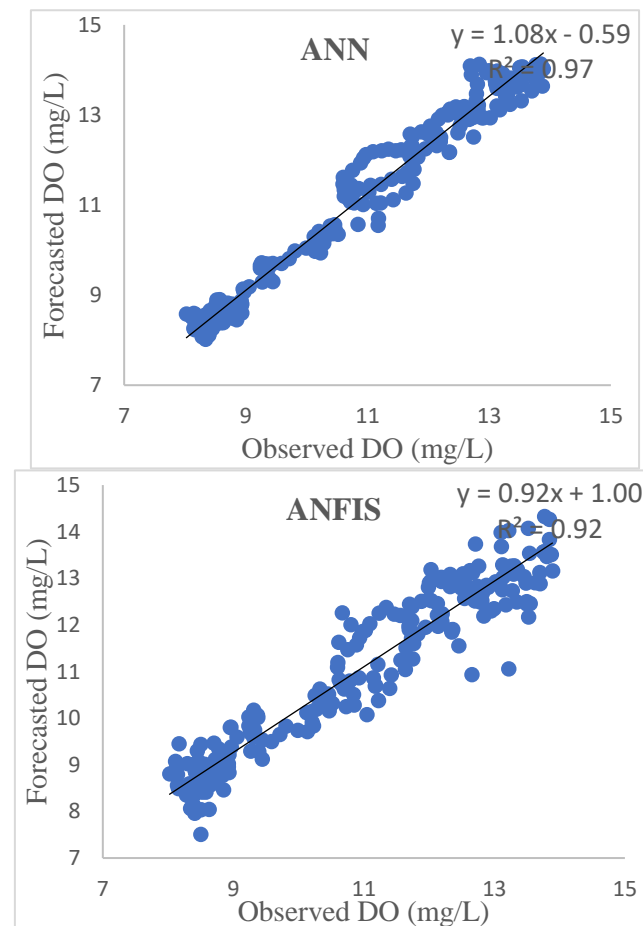 ANN
y = 1.08x - 0.59
R² = 0.97
Forecasted DO (mg/L)
15
13
11
9
7
7 9 11 13 15
Observed DO (mg/L)
ANFIS
y = 0.92x + 1.00
R² = 0.92
Forecasted DO (mg/L)
15
14
13
12
11
10
9
8
7
7 9 11 13 15
Observed DO (mg/L)